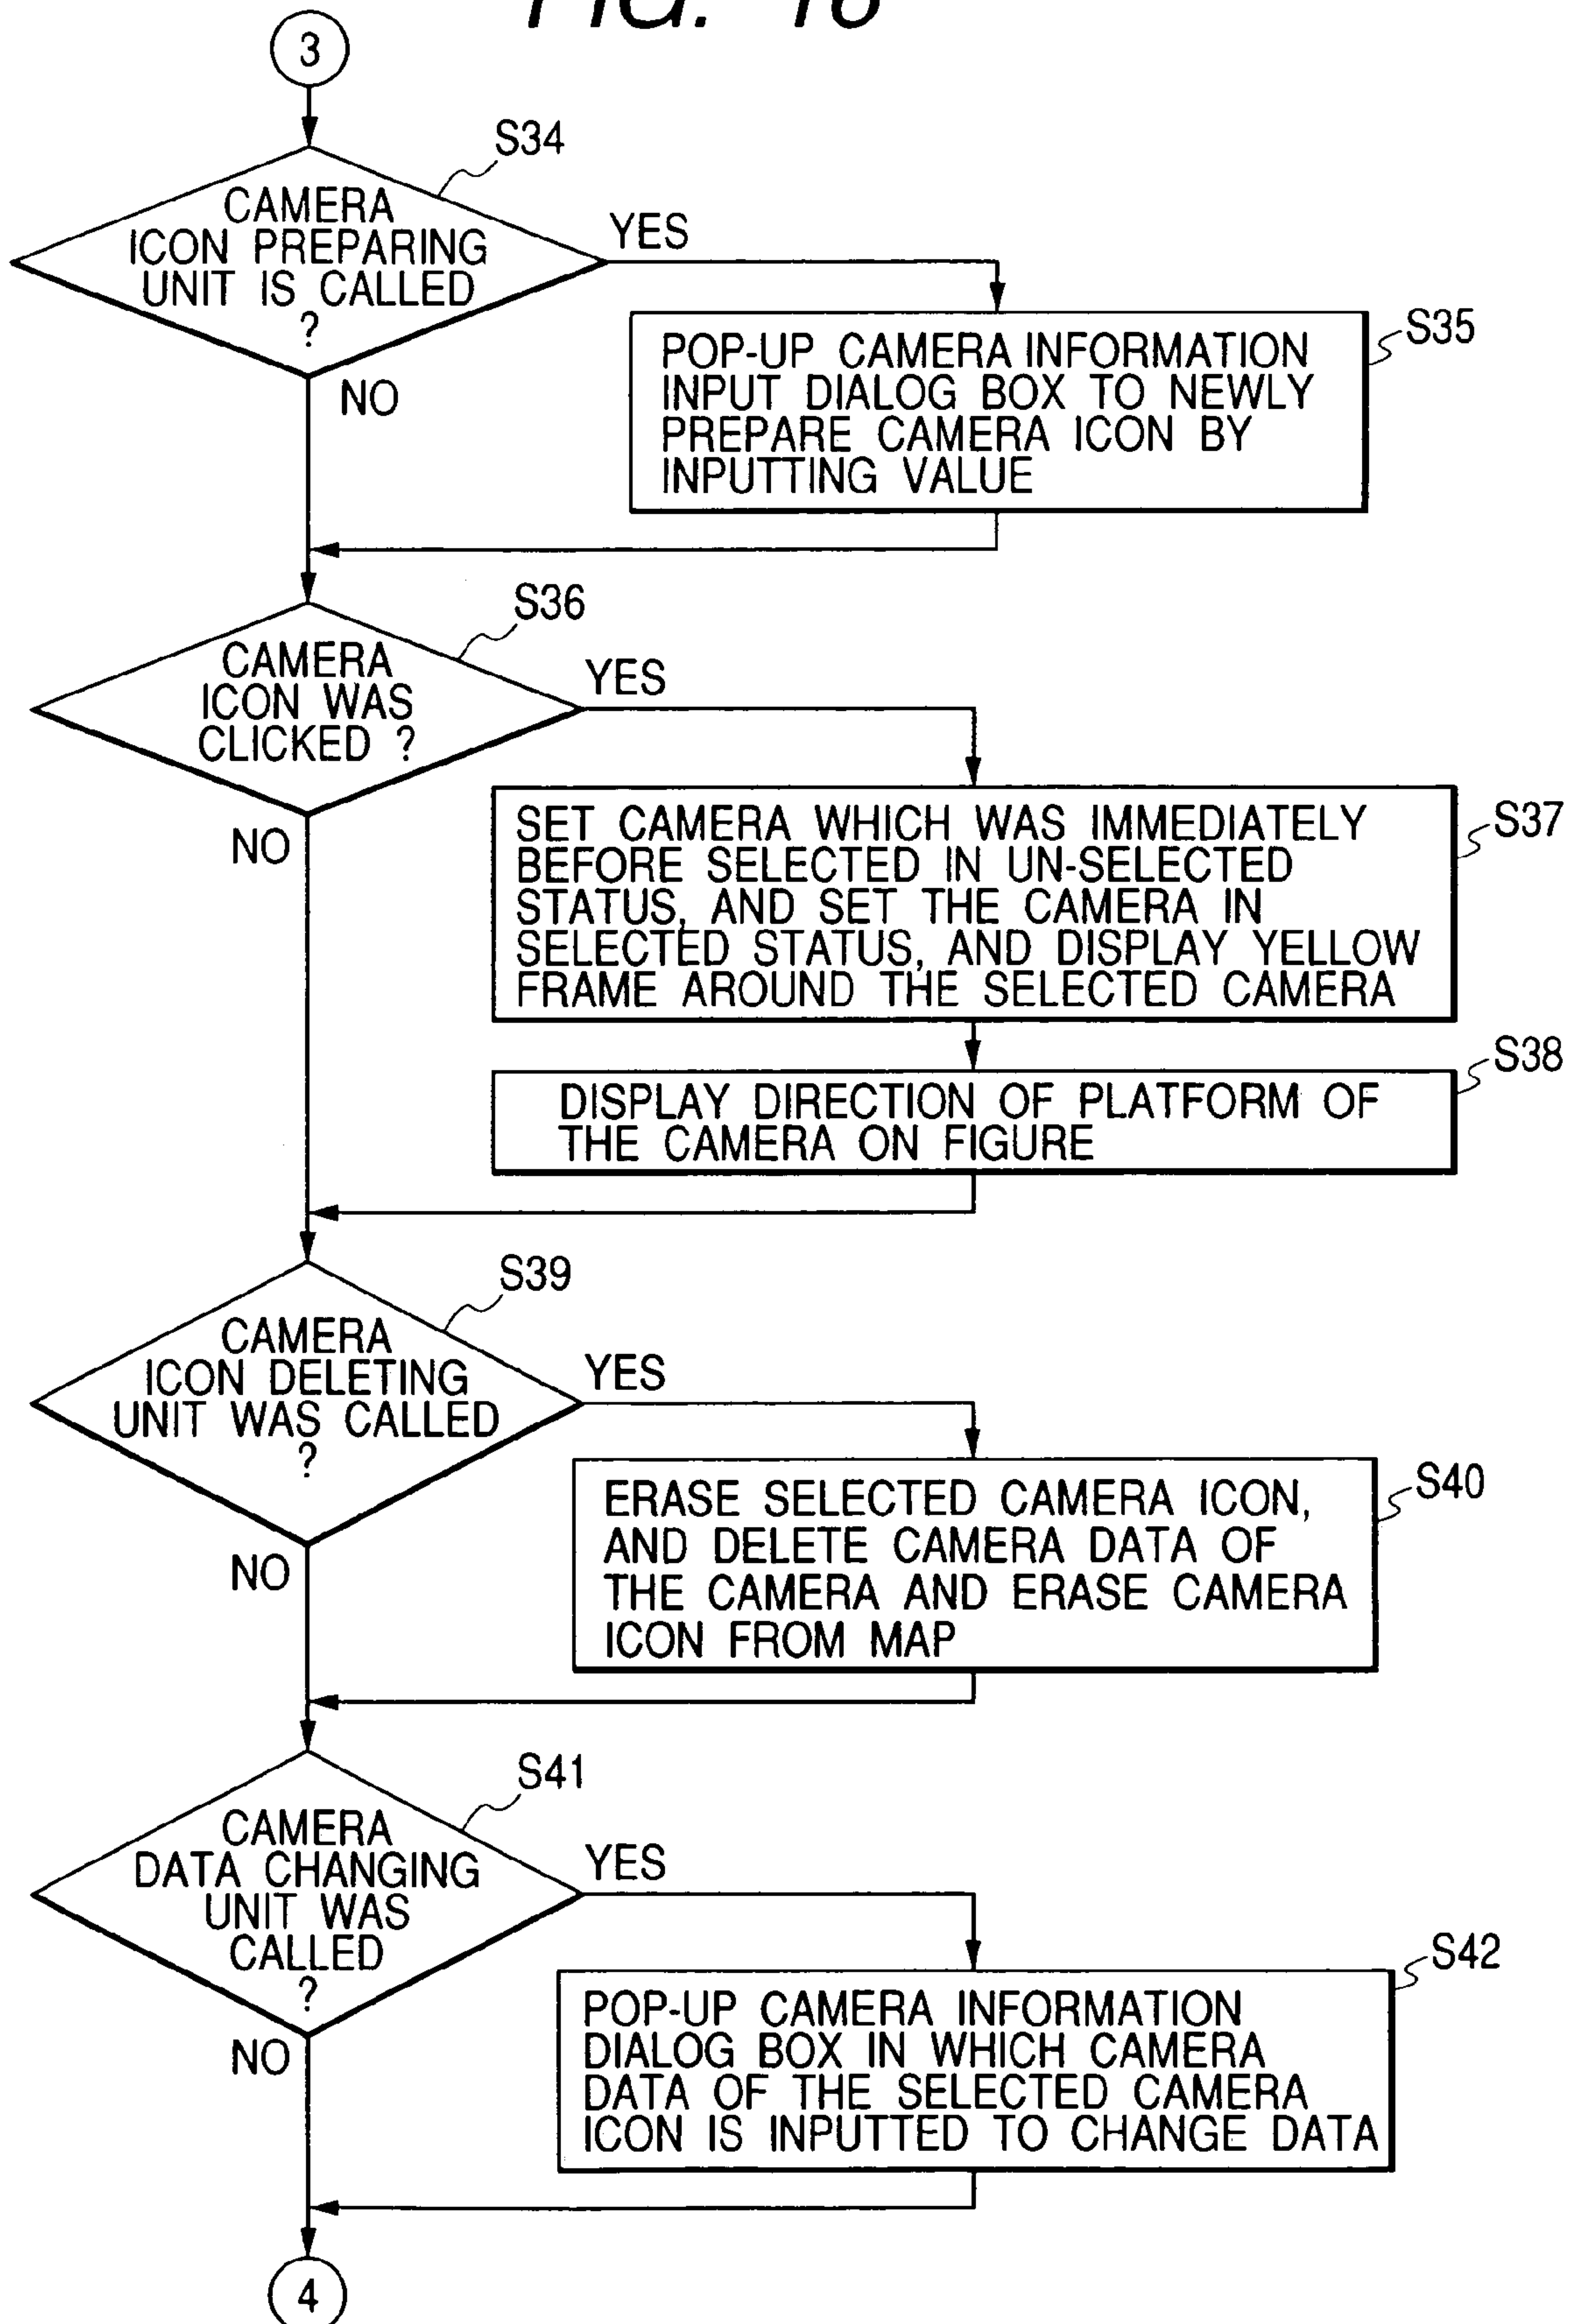 FIG. 18
3
S34
CAMERA
ICON PREPARING
UNIT IS CALLED
?
YES
NO
S35
POP-UP CAMERA INFORMATION
INPUT DIALOG BOX TO NEWLY
PREPARE CAMERA ICON BY
INPUTTING VALUE
S36
CAMERA
ICON WAS
CLICKED ?
YES
NO
S37
SET CAMERA WHICH WAS IMMEDIATELY
BEFORE SELECTED IN UN-SELECTED
STATUS, AND SET THE CAMERA IN
SELECTED STATUS, AND DISPLAY YELLOW
FRAME AROUND THE SELECTED CAMERA
S38
DISPLAY DIRECTION OF PLATFORM OF
THE CAMERA ON FIGURE
S39
CAMERA
ICON DELETING
UNIT WAS CALLED
?
YES
NO
S40
ERASE SELECTED CAMERA ICON,
AND DELETE CAMERA DATA OF
THE CAMERA AND ERASE CAMERA
ICON FROM MAP
S41
CAMERA
DATA CHANGING
UNIT WAS
CALLED
?
YES
NO
S42
POP-UP CAMERA INFORMATION
DIALOG BOX IN WHICH CAMERA
DATA OF THE SELECTED CAMERA
ICON IS INPUTTED TO CHANGE DATA
4